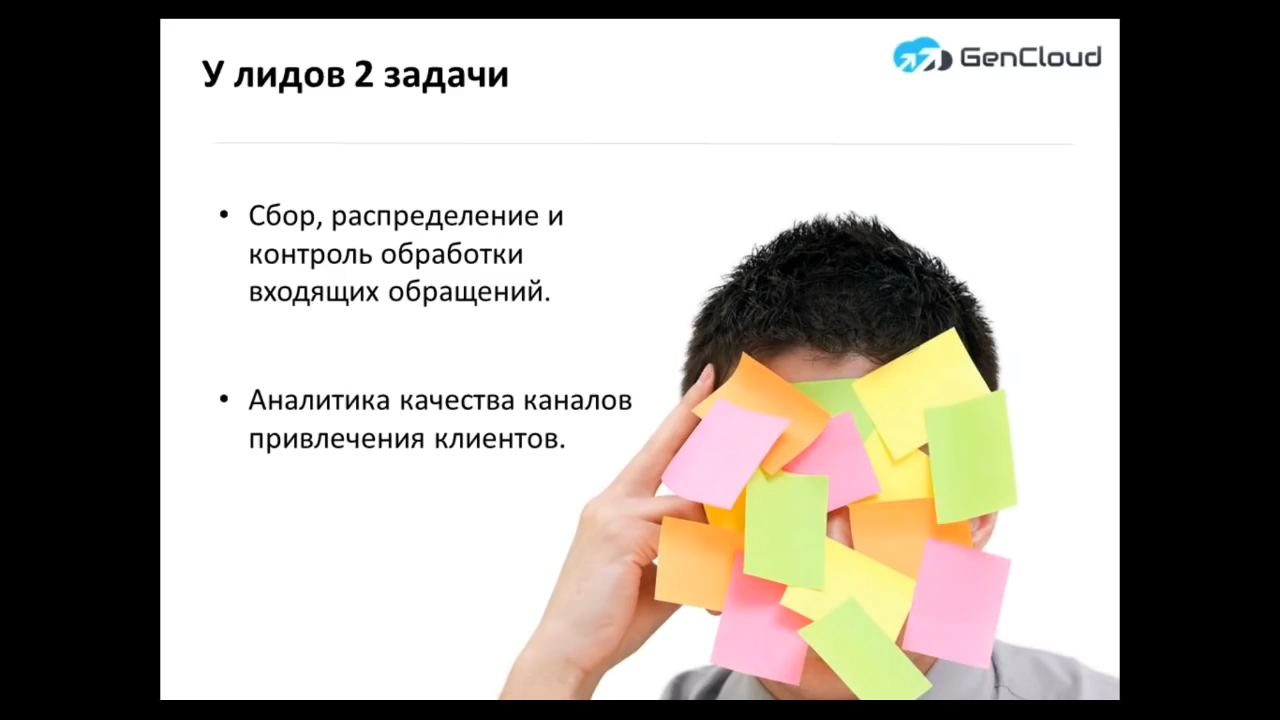 У лидов 2 задачи
GenCloud
• Сбор, распределение и
контроль обработки
входящих обращений.
• Аналитика качества каналов
привлечения клиентов.